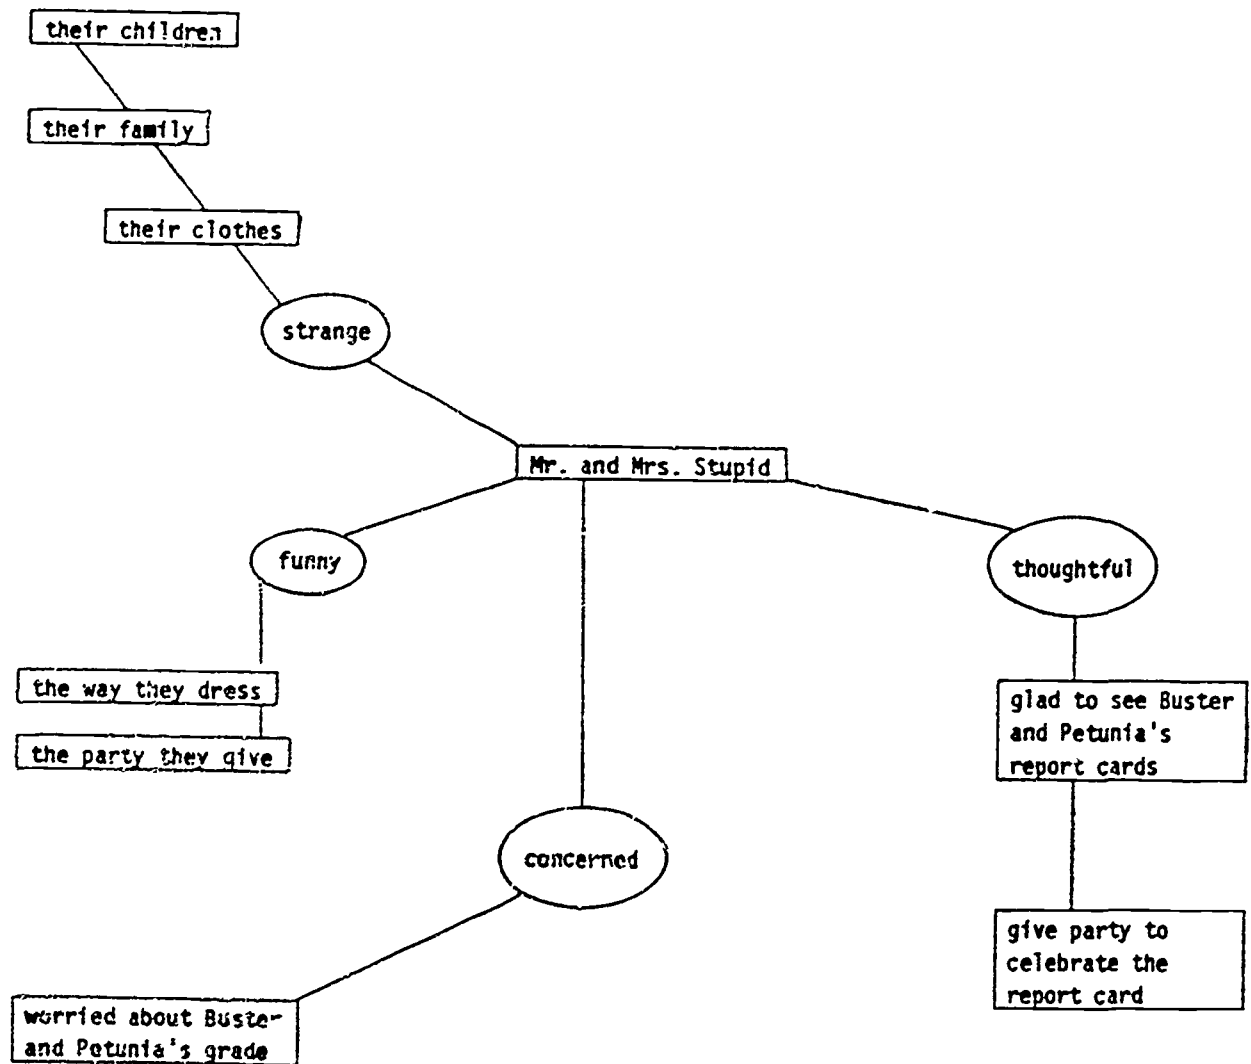 their children
their family
their clothes
strange
Mr. and Mrs. Stupid
funny
thoughtful
the way they dress
the party they give
glad to see Buster
and Petunia's
report cards
concerned
give party to
celebrate the
report card
worried about Buster
and Petunia's grade